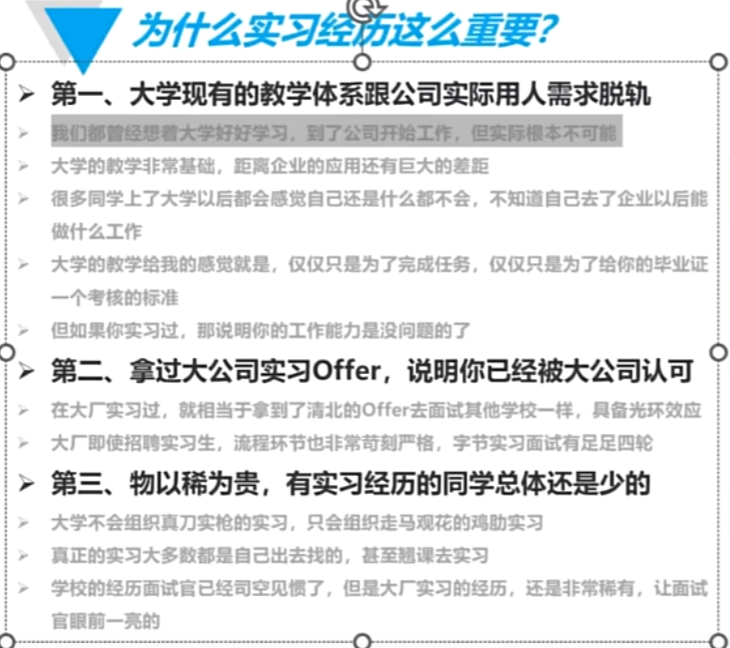 为什么实习经历这么重要?
第一、大学现有的教学体系跟公司实际用人需求脱轨
我们都曾经想着大学好好学习，到了公司开始工作，但实际根本不可能
大学的教学非常基础，距离企业的应用还有巨大的差距
很多同学上了大学以后都会感觉自己还是什么都不会，不知道自己去了企业以后能
做什么工作
大学的教学给我的感觉就是，仅仅只是为了完成任务，仅仅只是为了给你的毕业证
一个考核的标准
但如果你实习过，那说明你的工作能力是没问题的了
第二、拿过大公司实习Offer，说明你已经被大公司认可
在大厂实习过，就相当于拿到了清北的Offer去面试其他学校一样，具备光环效应
大厂即使招聘实习生，流程环节也非常苛刻严格，字节实习面试有足足四轮
第三、物以稀为贵，有实习经历的同学总体还是少的
大学不会组织真刀实枪的实习，只会组织走马观花的鸡肋实习
真正的实习大多数都是自己出去找的，甚至翘课去实习
学校的经历面试官已经司空见惯了，但是大厂实习的经历，还是非常稀有，让面试
官眼前一亮的